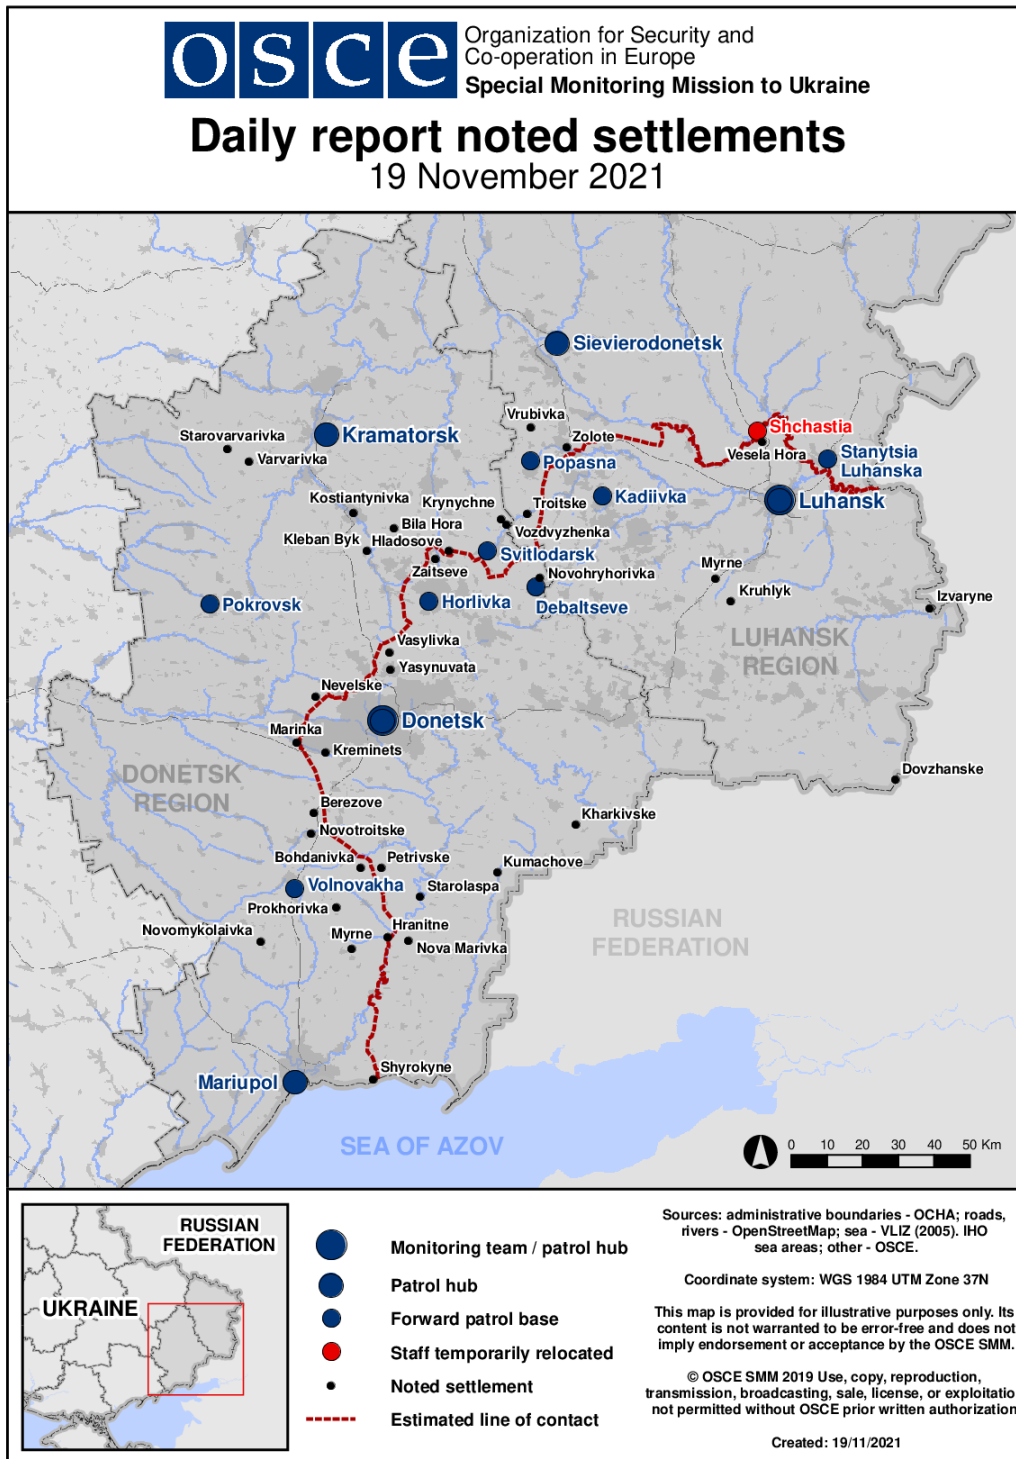 osce
Organization for Security and
Co-operation in Europe
Special Monitoring Mission to Ukraine
Daily report noted settlements
19 November 2021
Sievierodonetsk
Vrubivka
Shchastia
Kramatorsk
Starovarvarivka
Zolote
Vesela Hora
Stanytsia
Luhanska
Varvarivka
Popasna
Kostiantynivka
Krynychne
Troitske
Kadiivka
Luhansk
Bila Hora
Vozdvyzhenka
Kleban Byk
Hladosove
Svitlodarsk
Zaitseve
Novohryhorivka
Myrne
Pokrovsk
Horlivka
Debaltseve
Kruhlyk
Izvaryne
Vasylivka
LUHANSK
REGION
Yasynuvata
Nevelske
Donetsk
Marinka
Kreminets
DONETSK
REGION
Dovzhanske
Berezove
Kharkivske
Novotroitske
Bohdanivka
Petrivske
Kumachove
Volnovakha
Starolaspa
Prokhorivka
RUSSIAN
FEDERATION
Hranitne
Novomykolaivka
Myrne
Nova Marivka
Shyrokyne
Mariupol
SEA OF AZOV
0 10 20 30 40 50 Km
RUSSIAN
FEDERATION
UKRAINE
Monitoring team / patrol hub
Patrol hub
Forward patrol base
Staff temporarily relocated
Noted settlement
Estimated line of contact
Sources: administrative boundaries - OCHA; roads,
rivers - OpenStreetMap; sea - VLIZ (2005). IHO
sea areas; other - OSCE.
Coordinate system: WGS 1984 UTM Zone 37N
This map is provided for illustrative purposes only. Its
content is not warranted to be error-free and does not
imply endorsement or acceptance by the OSCE SMM.
© OSCE SMM 2019 Use, copy, reproduction,
transmission, broadcasting, sale, license, or exploitatio
not permitted without OSCE prior written authorization
Created: 19/11/2021